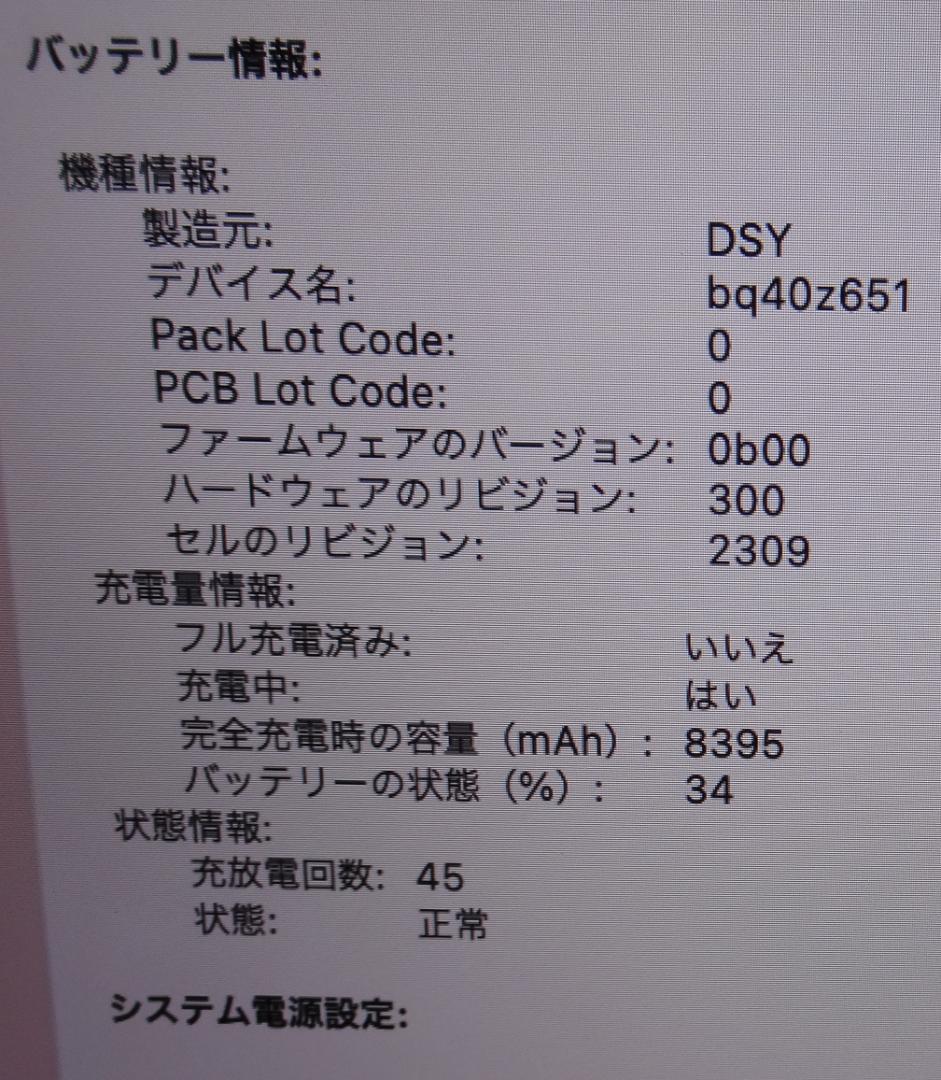 バッテリー情報:
機種情報:
製造元: DSY
デバイス名: bq40z651
Pack Lot Code: 0
PCB Lot Code: 0
ファームウェアのバージョン: 0b00
ハードウェアのリビジョン: 300
セルのリビジョン: 2309
充電量情報:
フル充電済み: いいえ
充電中: はい
完全充電時の容量（mAh）: 8395
バッテリーの状態（%）: 34
状態情報:
充放電回数: 45
状態: 正常
システム電源設定: